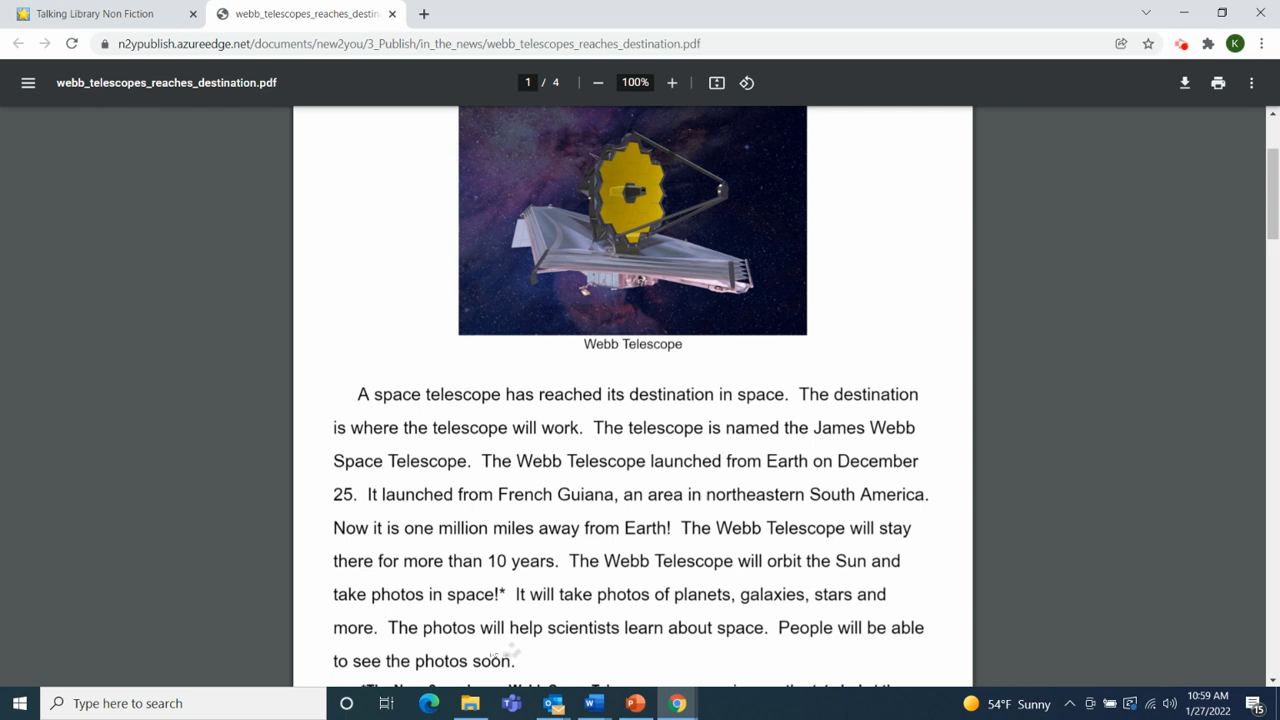 Talking Library Non Fiction
webb_telescopes_reaches_destin
n2ypublish.azureedge.net/documents/new2you/3_Publish/in_the_news/webb_telescopes_reaches_destination.pdf
K
webb_telescopes_reaches_destination.pdf
1 / 4
100%
Webb Telescope
A space telescope has reached its destination in space. The destination
is where the telescope will work. The telescope is named the James Webb
Space Telescope. The Webb Telescope launched from Earth on December
25. It launched from French Guiana, an area in northeastern South America.
Now it is one million miles away from Earth! The Webb Telescope will stay
there for more than 10 years. The Webb Telescope will orbit the Sun and
take photos in space!* It will take photos of planets, galaxies, stars and
more. The photos will help scientists learn about space. People will be able
to see the photos soon.
Type here to search
54°F Sunny
10:59 AM
1/27/2022
15